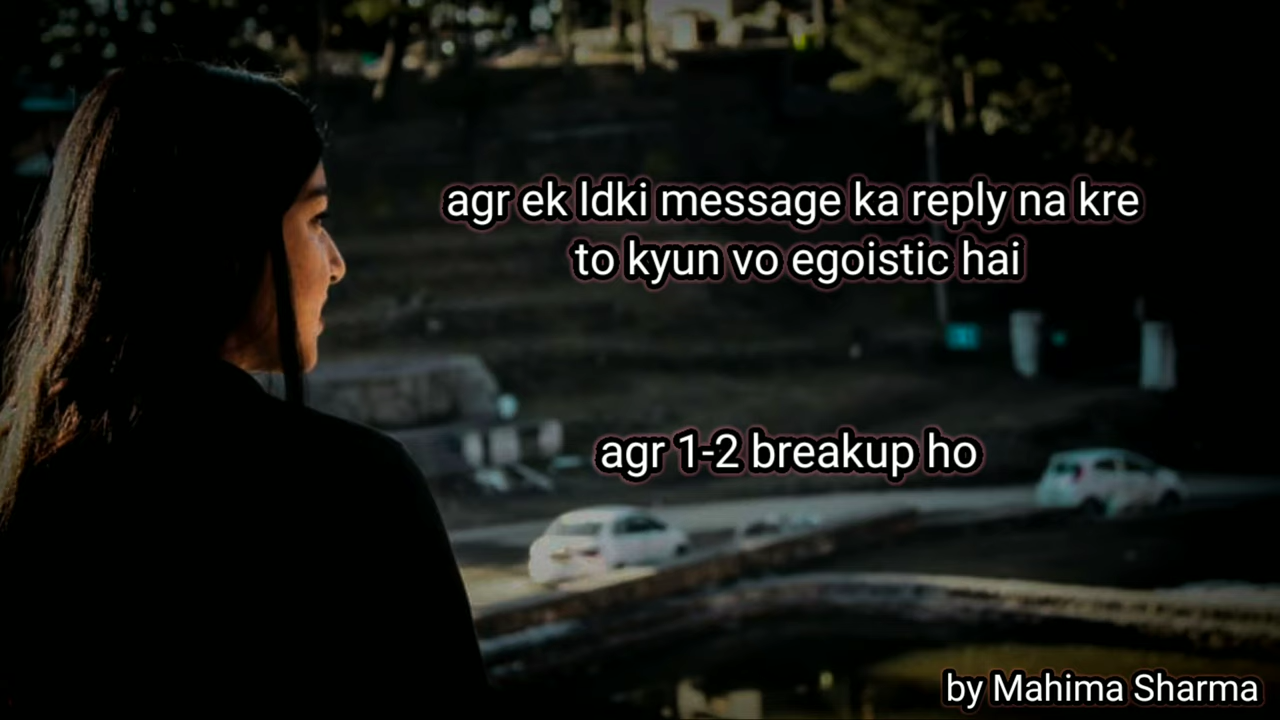 agr ek ldki message ka reply na kre
to kyun vo egoistic hai
agr 1-2 breakup ho
by Mahima Sharma